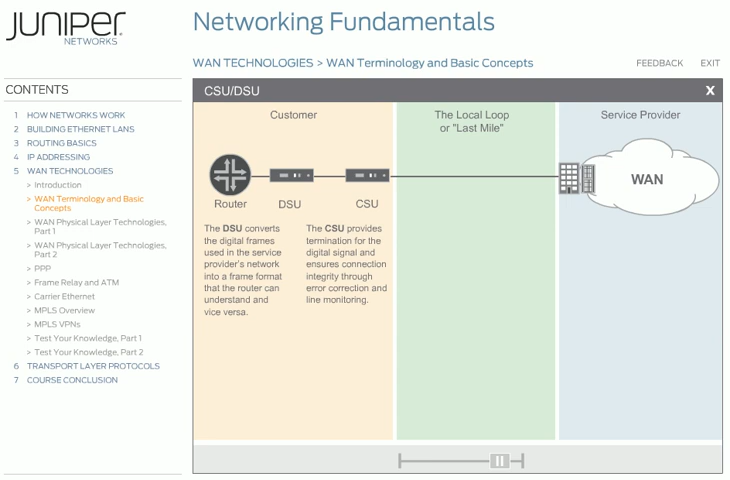 JUNIPER
NETWORKS
Networking Fundamentals
WAN TECHNOLOGIES > WAN Terminology and Basic Concepts
FEEDBACK
EXIT
CONTENTS
1 HOW NETWORKS WORK
2 BUILDING ETHERNET LANS
3 ROUTING BASICS
4 IP ADDRESSING
5 WAN TECHNOLOGIES
> Introduction
> WAN Terminology and Basic
Concepts
> WAN Physical Layer Technologies,
Part 1
> WAN Physical Layer Technologies,
Part 2
> PPP
> Frame Relay and ATM
> Carrier Ethernet
> MPLS Overview
> MPLS VPNs
> Test Your Knowledge, Part 1
> Test Your Knowledge, Part 2
6 TRANSPORT LAYER PROTOCOLS
7 COURSE CONCLUSION
CSU/DSU
X
Customer
The Local Loop
or "Last Mile"
Service Provider
WAN
Router
DSU
CSU
The DSU converts
the digital frames
used in the service
provider's network
into a frame format
that the router can
understand and
vice versa.
The CSU provides
termination for the
digital signal and
ensures connection
integrity through
error correction and
line monitoring.